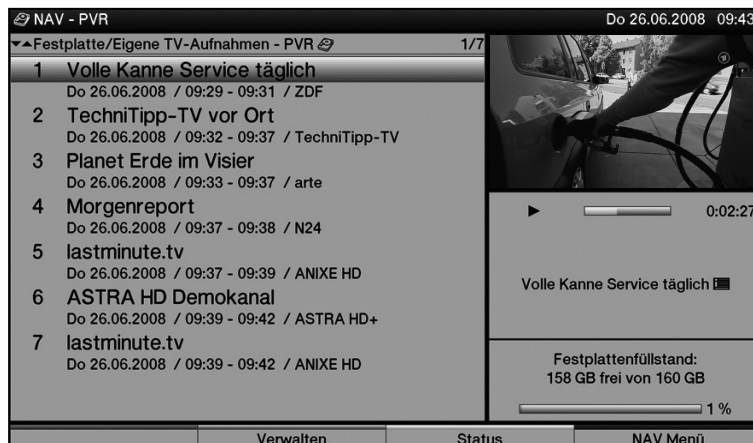 NAV - PVR
Do 26.06.2008 09:43
Festplatte/Eigene TV-Aufnahmen - PVR 1/7
1 Volle Kanne Service täglich
Do 26.06.2008 / 09:29 - 09:31 / ZDF
2 TechniTipp-TV vor Ort
Do 26.06.2008 / 09:32 - 09:37 / TechniTipp-TV
3 Planet Erde im Visier
Do 26.06.2008 / 09:33 - 09:37 / arte
4 Morgenreport
Do 26.06.2008 / 09:37 - 09:38 / N24
5 lastminute.tv
Do 26.06.2008 / 09:37 - 09:39 / ANIXE HD
6 ASTRA HD Demokanal
Do 26.06.2008 / 09:39 - 09:42 / ASTRA HD+
7 lastminute.tv
Do 26.06.2008 / 09:39 - 09:42 / ANIXE HD
0:02:27
Volle Kanne Service täglich
Festplattenfüllstand:
158 GB frei von 160 GB
1 %
Verwalten
Status
NAV Menü